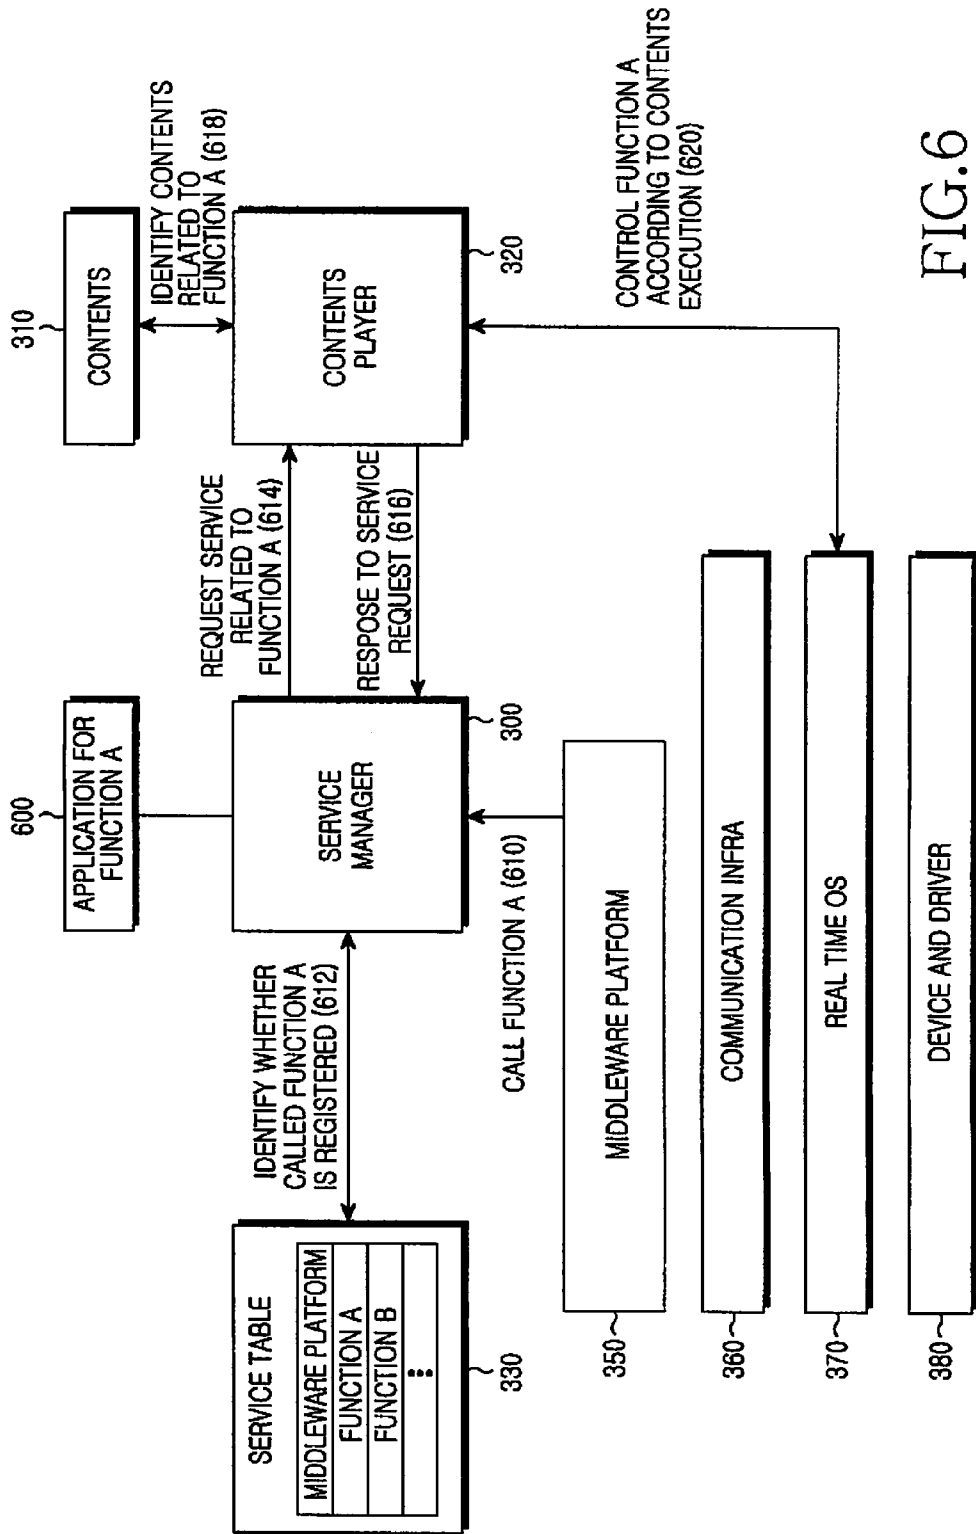 600
APPLICATION FOR
FUNCTION A
310
CONTENTS
IDENTIFY CONTENTS
RELATED TO
FUNCTION A (618)
SERVICE TABLE
MIDDLEWARE PLATFORM
FUNCTION A
FUNCTION B
⋮
330
IDENTIFY WHETHER
CALLED FUNCTION A
IS REGISTERED (612)
SERVICE
MANAGER
300
REQUEST SERVICE
RELATED TO
FUNCTION A (614)
RESPOSE TO SERVICE
REQUEST (616)
CONTENTS
PLAYER
320
CALL FUNCTION A (610)
CONTROL FUNCTION A
ACCORDING TO CONTENTS
EXECUTION (620)
350
MIDDLEWARE PLATFORM
360
COMMUNICATION INFRA
370
REAL TIME OS
380
DEVICE AND DRIVER
FIG.6